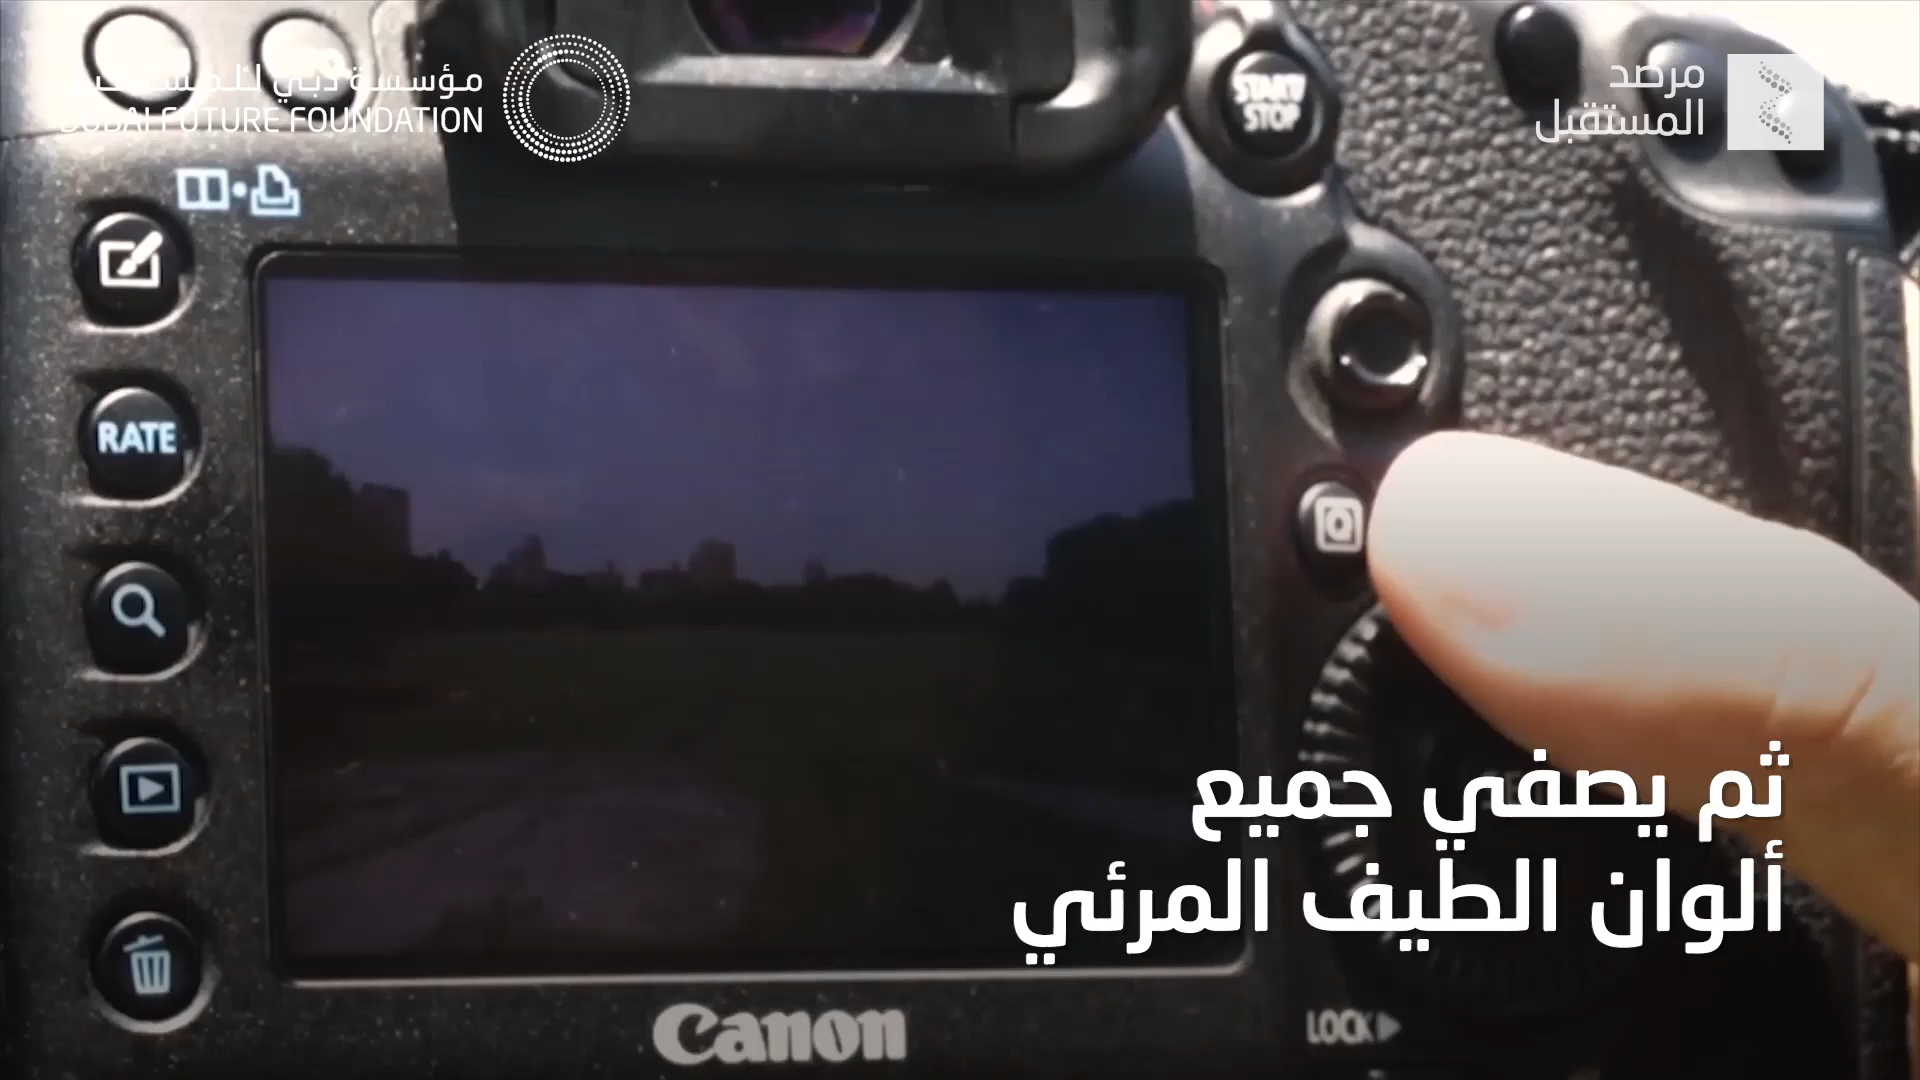 مؤسسة دبي للمستقبل
DUBAI FUTURE FOUNDATION
مرصد
المستقبل
START/
STOP
RATE
ثم يصفي جميع
ألوان الطيف المرئي
Canon
LOCK